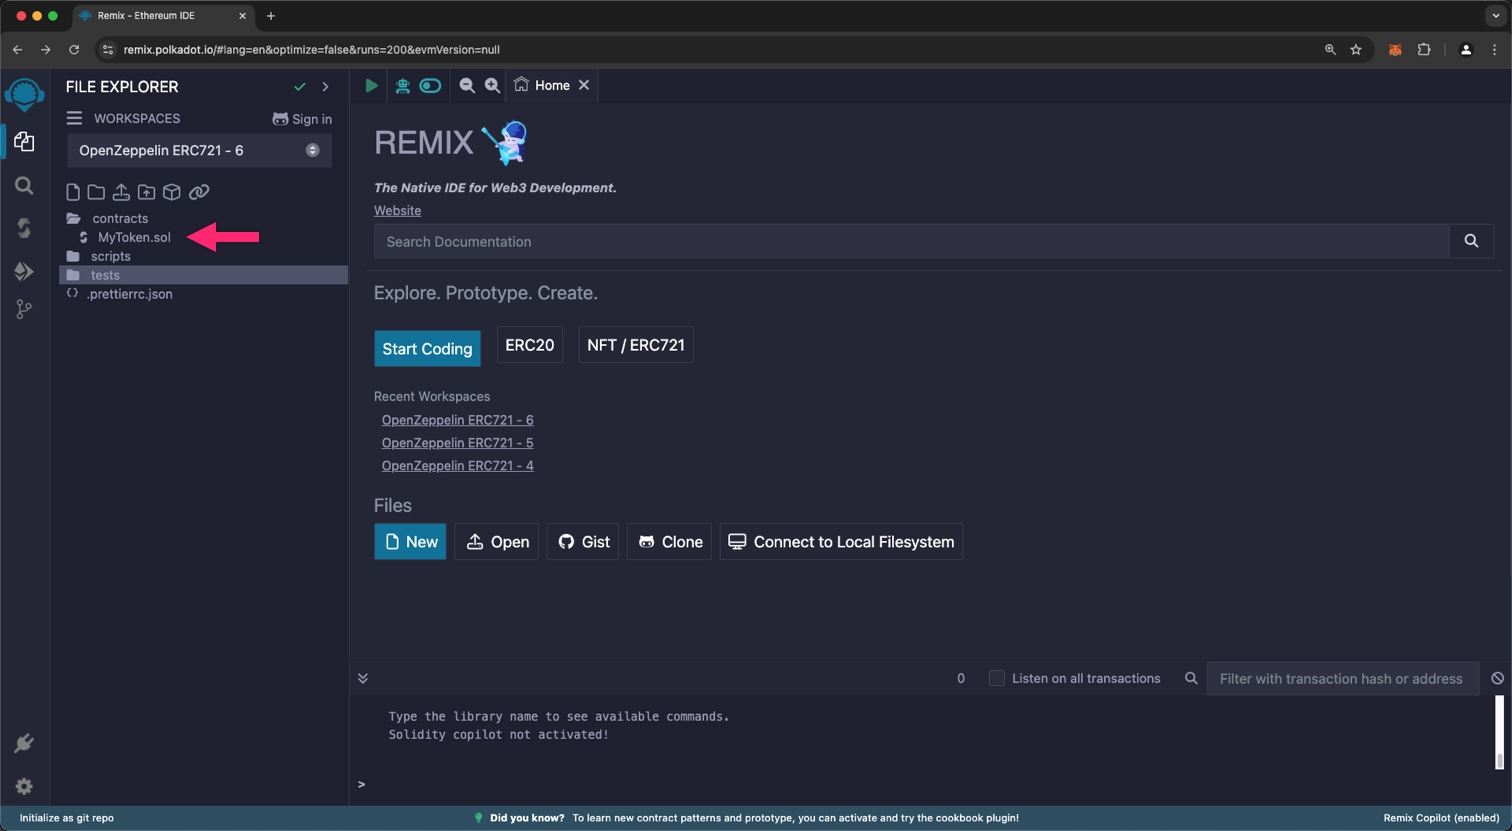 Remix - Ethereum IDE
remix.polkadot.io/#lang=en&optimize=false&runs=200&evmVersion=null
FILE EXPLORER
WORKSPACES
Sign in
OpenZeppelin ERC721 - 6
contracts
MyToken.sol
scripts
tests
.prettierrc.json
Home
REMIX
The Native IDE for Web3 Development.
Website
Search Documentation
Explore. Prototype. Create.
Start Coding ERC20 NFT / ERC721
Recent Workspaces
OpenZeppelin ERC721 - 6
OpenZeppelin ERC721 - 5
OpenZeppelin ERC721 - 4
Files
New Open Gist Clone Connect to Local Filesystem
0 Listen on all transactions Filter with transaction hash or address
Type the library name to see available commands.
Solidity copilot not activated!
>
Initialize as git repo Did you know? To learn new contract patterns and prototype, you can activate and try the cookbook plugin! Remix Copilot (enabled)